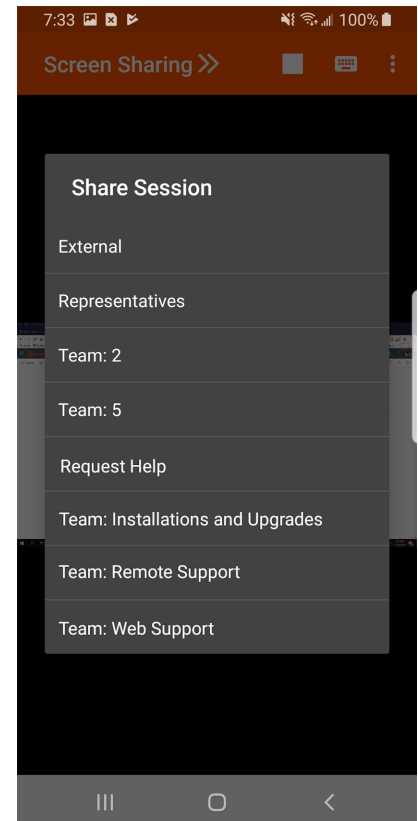 7:33 100%
Screen Sharing
Share Session
External
Representatives
Team: 2
Team: 5
Request Help
Team: Installations and Upgrades
Team: Remote Support
Team: Web Support